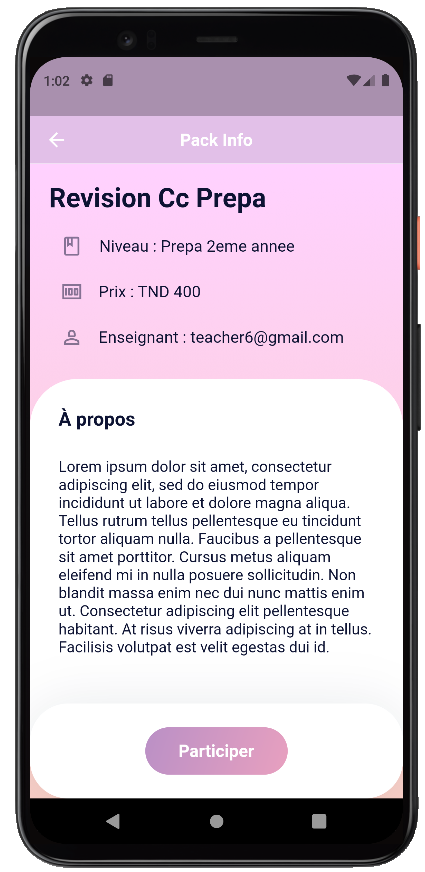 1:02
Pack Info
Revision Cc Prepa
Niveau : Prepa 2eme annee
Prix : TND 400
Enseignant : teacher6@gmail.com
À propos
Lorem ipsum dolor sit amet, consectetur
adipiscing elit, sed do eiusmod tempor
incididunt ut labore et dolore magna aliqua.
Tellus rutrum tellus pellentesque eu tincidunt
tortor aliquam nulla. Faucibus a pellentesque
sit amet porttitor. Cursus metus aliquam
eleifend mi in nulla posuere sollicitudin. Non
blandit massa enim nec dui nunc mattis enim
ut. Consectetur adipiscing elit pellentesque
habitant. At risus viverra adipiscing at in tellus.
Facilisis volutpat est velit egestas dui id.
Participer